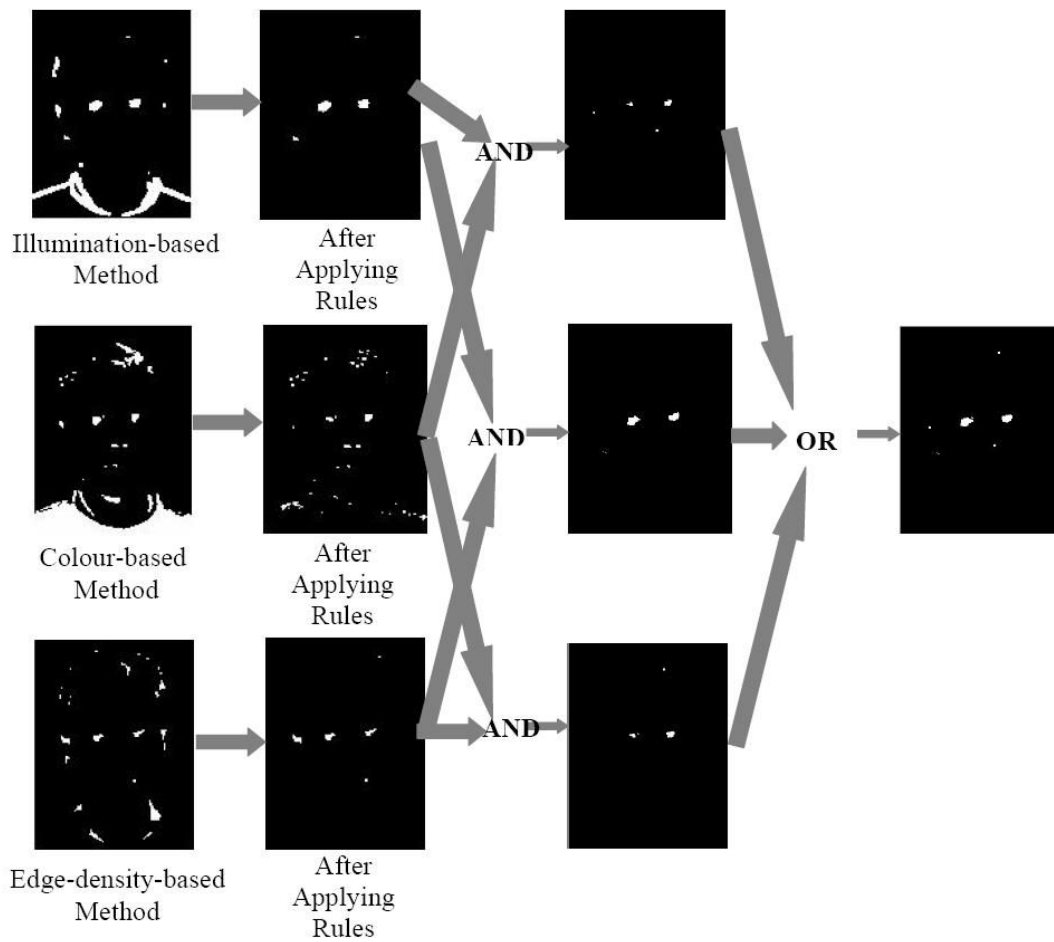 Illumination-based
Method
After
Applying
Rules
AND
Colour-based
Method
After
Applying
Rules
AND
OR
Edge-density-based
Method
After
Applying
Rules
AND